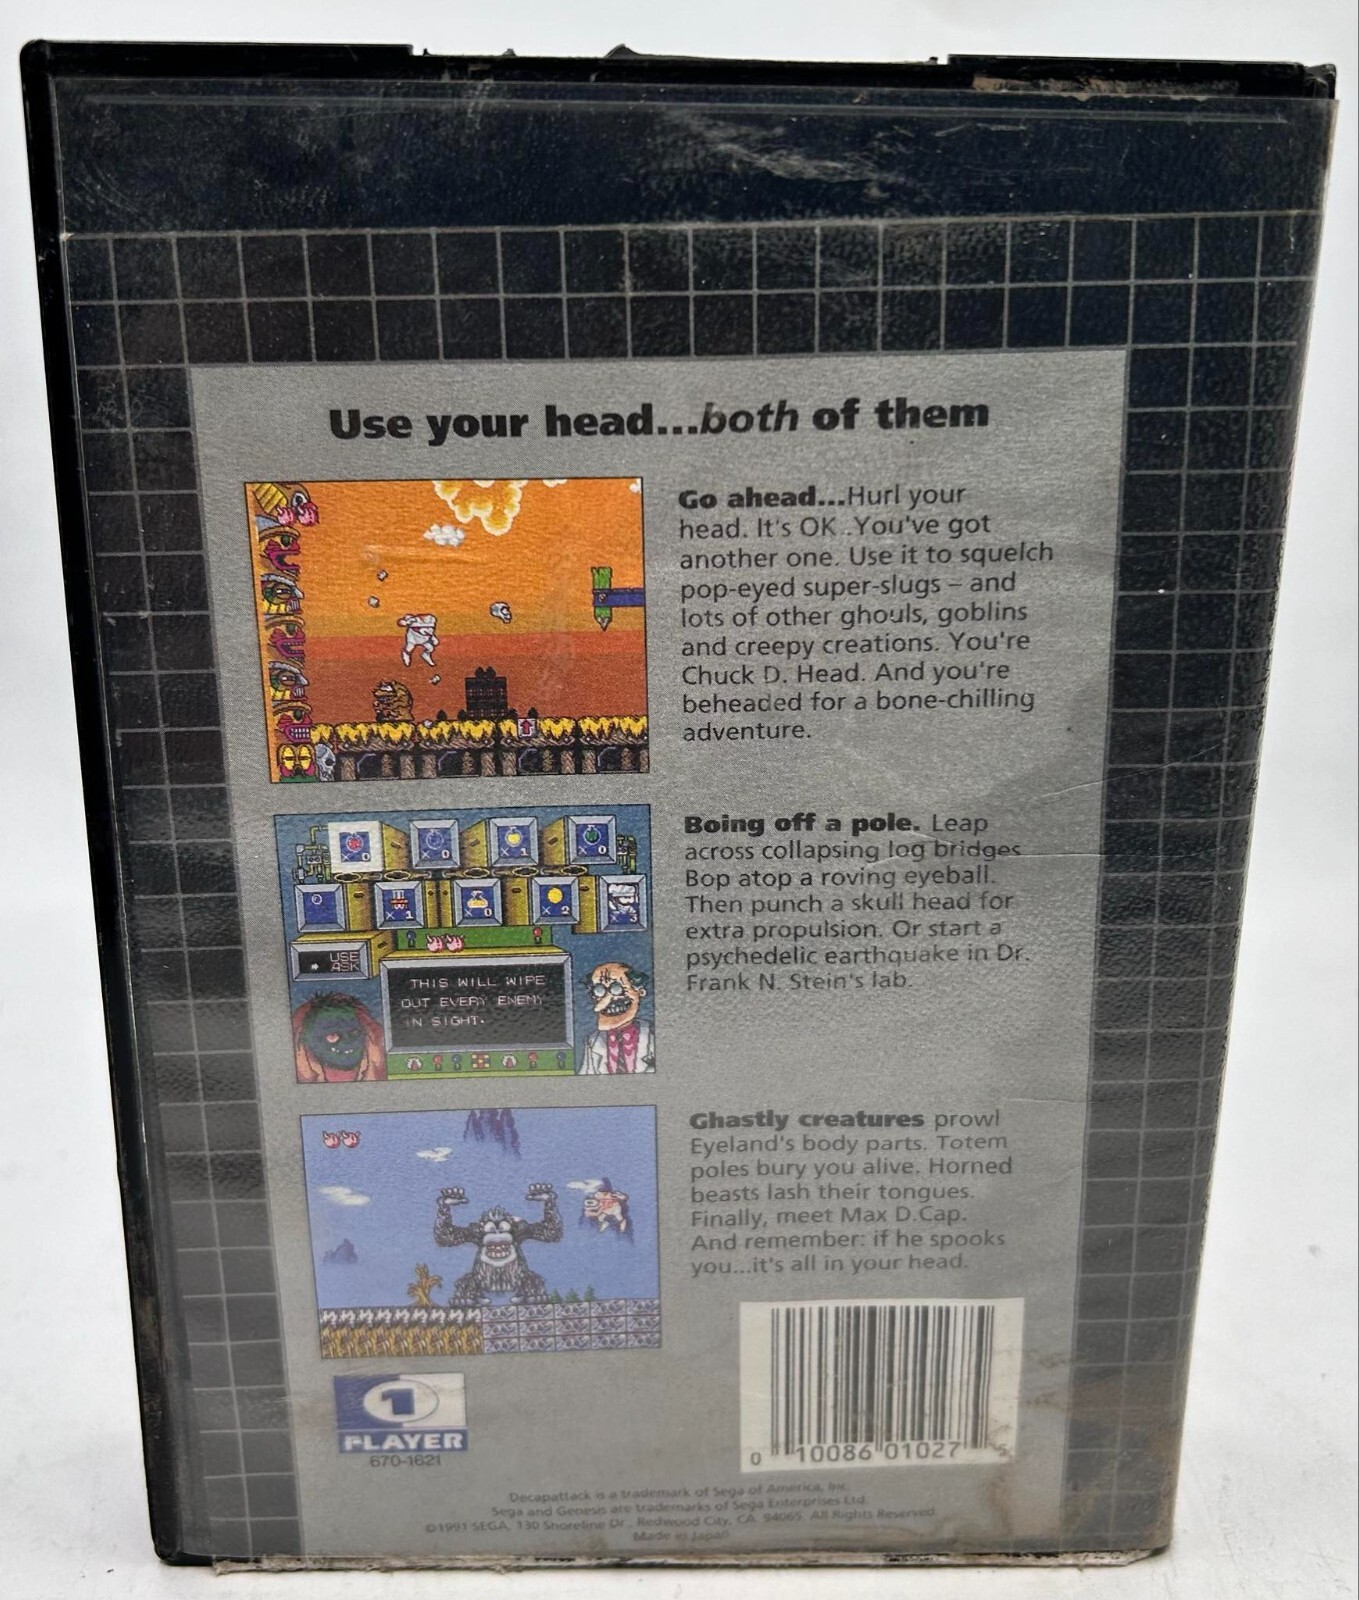 Use your head...both of them
Go ahead...Hurl your
head. It's OK. You've got
another one. Use it to squelch
pop-eyed super-slugs – and
lots of other ghouls, goblins
and creepy creations. You're
Chuck D. Head. And you're
beheaded for a bone-chilling
adventure.
x 0
x 0
x 1
x 0
x 1
x 0
x 2
x 3
USE
ASK
THIS WILL WIPE
OUT EVERY ENEMY
IN SIGHT.
Boing off a pole. Leap
across collapsing log bridges
Bop atop a roving eyeball.
Then punch a skull head for
extra propulsion. Or start a
psychedelic earthquake in Dr.
Frank N. Stein's lab.
Ghastly creatures prowl
Eyeland's body parts. Totem
poles bury you alive. Horned
beasts lash their tongues.
Finally, meet Max D.Cap.
And remember: if he spooks
you...it's all in your head.
1
PLAYER
670-1621
0 10086 01027 5
Decapattack is a trademark of Sega of America, Inc.
Sega and Genesis are trademarks of Sega Enterprises Ltd.
©1991 SEGA, 130 Shoreline Dr., Redwood City, CA 94065. All Rights Reserved.
Made in Japan